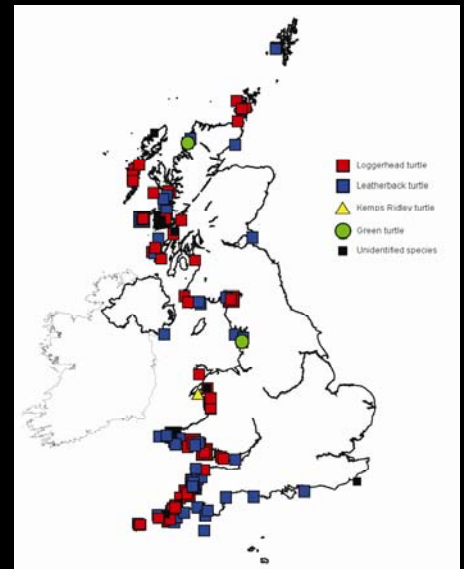 Loggerhead turtle
Leatherback turtle
Kemps Ridley turtle
Green turtle
Unidentified species